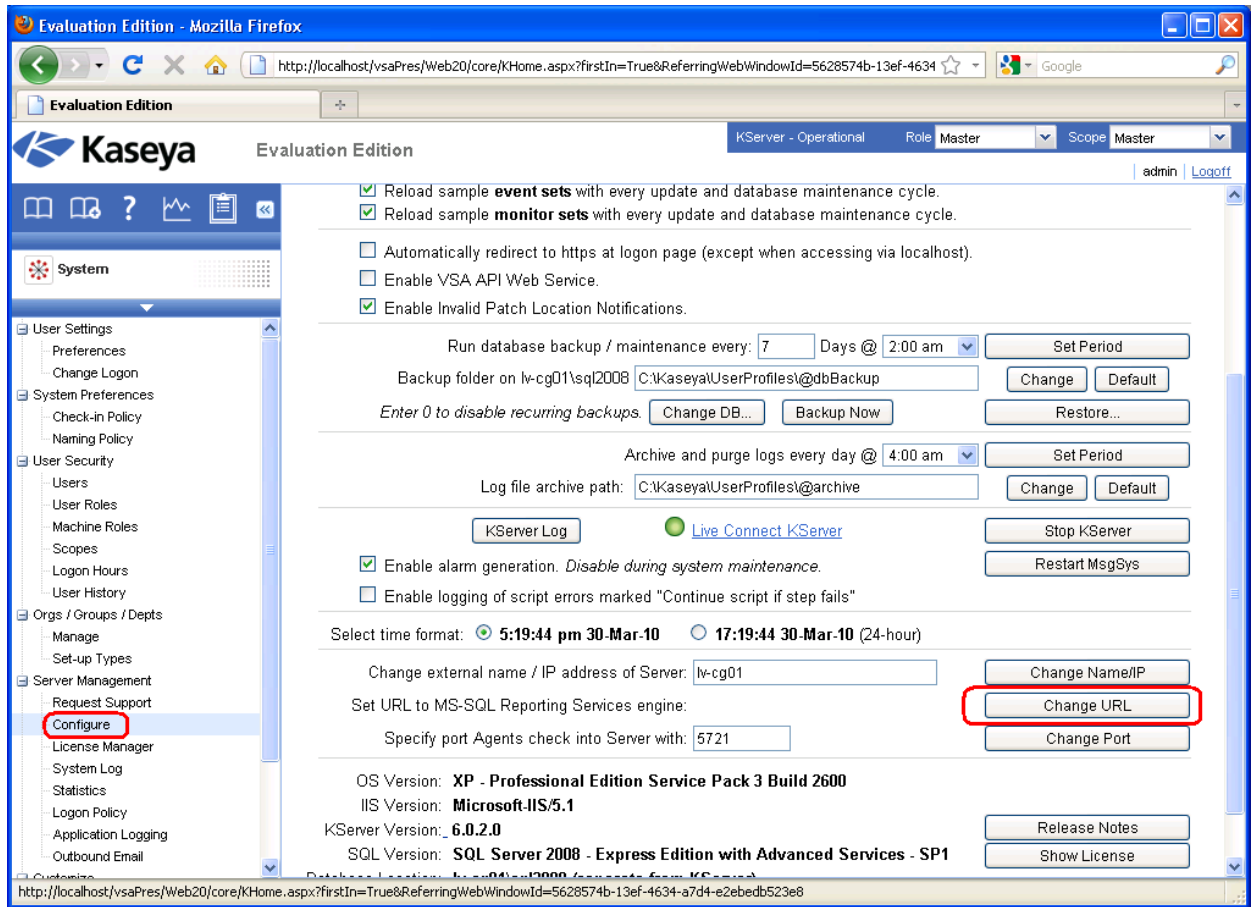 Evaluation Edition - Mozilla Firefox
http://localhost/vsaPres/Web20/core/KHome.aspx?firstIn=True&ReferringWebWindowId=5628574b-13ef-4634
Google
Evaluation Edition
Kaseya
Evaluation Edition
KServer - Operational Role Master Scope Master
admin Logoff
System
User Settings
Preferences
Change Logon
System Preferences
Check-in Policy
Naming Policy
User Security
Users
User Roles
Machine Roles
Scopes
Logon Hours
User History
Orgs / Groups / Depts
Manage
Set-up Types
Server Management
Request Support
Configure
License Manager
System Log
Statistics
Logon Policy
Application Logging
Outbound Email
Customize
Reload sample event sets with every update and database maintenance cycle.
Reload sample monitor sets with every update and database maintenance cycle.
Automatically redirect to https at logon page (except when accessing via localhost).
Enable VSA API Web Service.
Enable Invalid Patch Location Notifications.
Run database backup / maintenance every: 7 Days @ 2:00 am Set Period
Backup folder on lv-cg01\sql2008 C:\Kaseya\UserProfiles\@dbBackup Change Default
Enter 0 to disable recurring backups. Change DB... Backup Now Restore...
Archive and purge logs every day @ 4:00 am Set Period
Log file archive path: C:\Kaseya\UserProfiles\@archive Change Default
KServer Log Live Connect KServer Stop KServer
Enable alarm generation. Disable during system maintenance. Restart MsgSys
Enable logging of script errors marked "Continue script if step fails"
Select time format: 5:19:44 pm 30-Mar-10 17:19:44 30-Mar-10 (24-hour)
Change external name / IP address of Server: lv-cg01 Change Name/IP
Set URL to MS-SQL Reporting Services engine: Change URL
Specify port Agents check into Server with: 5721 Change Port
OS Version: XP - Professional Edition Service Pack 3 Build 2600
IIS Version: Microsoft-IIS/5.1
KServer Version: 6.0.2.0 Release Notes
SQL Version: SQL Server 2008 - Express Edition with Advanced Services - SP1 Show License
Database Location: lv-cg01\sql2008 (separate from KServer)
http://localhost/vsaPres/Web20/core/KHome.aspx?firstIn=True&ReferringWebWindowId=5628574b-13ef-4634-a7d4-e2ebedb523e8